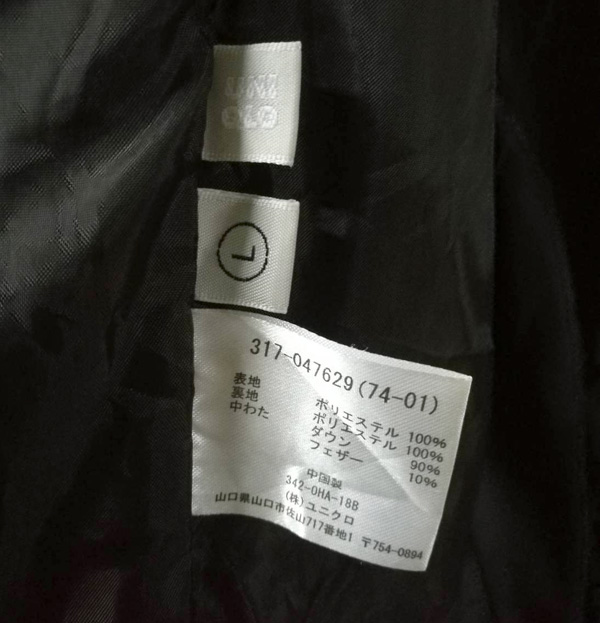 UNI
QLO
L
317-047629(74-01)
表地 ポリエステル 100%
裏地 ポリエステル 100%
中わた ダウン 90%
フェザー 10%
中国製
342-0HA-18B
(株)ユニクロ
山口県山口市佐山717番地1 〒754-0894